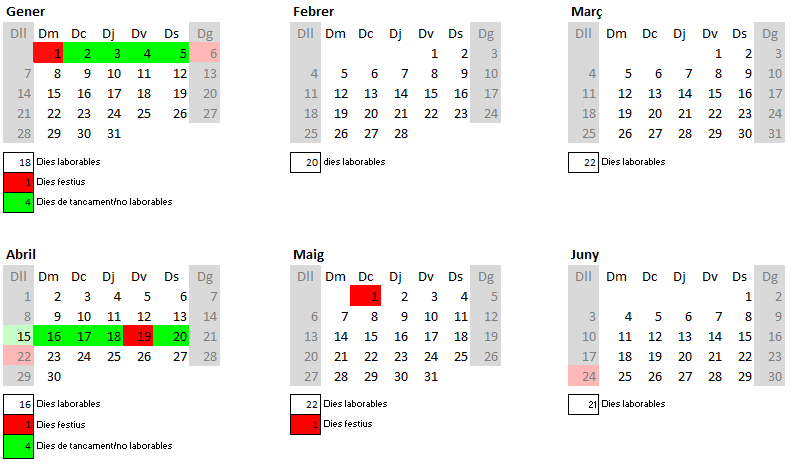 Gener Febrer Març
Dll Dm Dc Dj Dv Ds Dg Dll Dm Dc Dj Dv Ds Dg Dll Dm Dc Dj Dv Ds Dg
1 2 3 4 5 6 1 2 3 1 2 3
7 8 9 10 11 12 13 4 5 6 7 8 9 10 4 5 6 7 8 9 10
14 15 16 17 18 19 20 11 12 13 14 15 16 17 11 12 13 14 15 16 17
21 22 23 24 25 26 27 18 19 20 21 22 23 24 18 19 20 21 22 23 24
28 29 30 31 25 26 27 28 25 26 27 28 29 30 31
18 Dies laborables 20 dies laborables 22 Dies laborables
1 Dies festius
4 Dies de tancament/no laborables
Abril Maig Juny
Dll Dm Dc Dj Dv Ds Dg Dll Dm Dc Dj Dv Ds Dg Dll Dm Dc Dj Dv Ds Dg
1 2 3 4 5 6 7 1 2 3 4 5 1 2
8 9 10 11 12 13 14 6 7 8 9 10 11 12 3 4 5 6 7 8 9
15 16 17 18 19 20 21 13 14 15 16 17 18 19 10 11 12 13 14 15 16
22 23 24 25 26 27 28 20 21 22 23 24 25 26 17 18 19 20 21 22 23
29 30 27 28 29 30 31 24 25 26 27 28 29 30
16 Dies laborables 22 Dies laborables 21 Dies laborables
1 Dies festius 1 Dies festius
4 Dies de tancament/no laborables